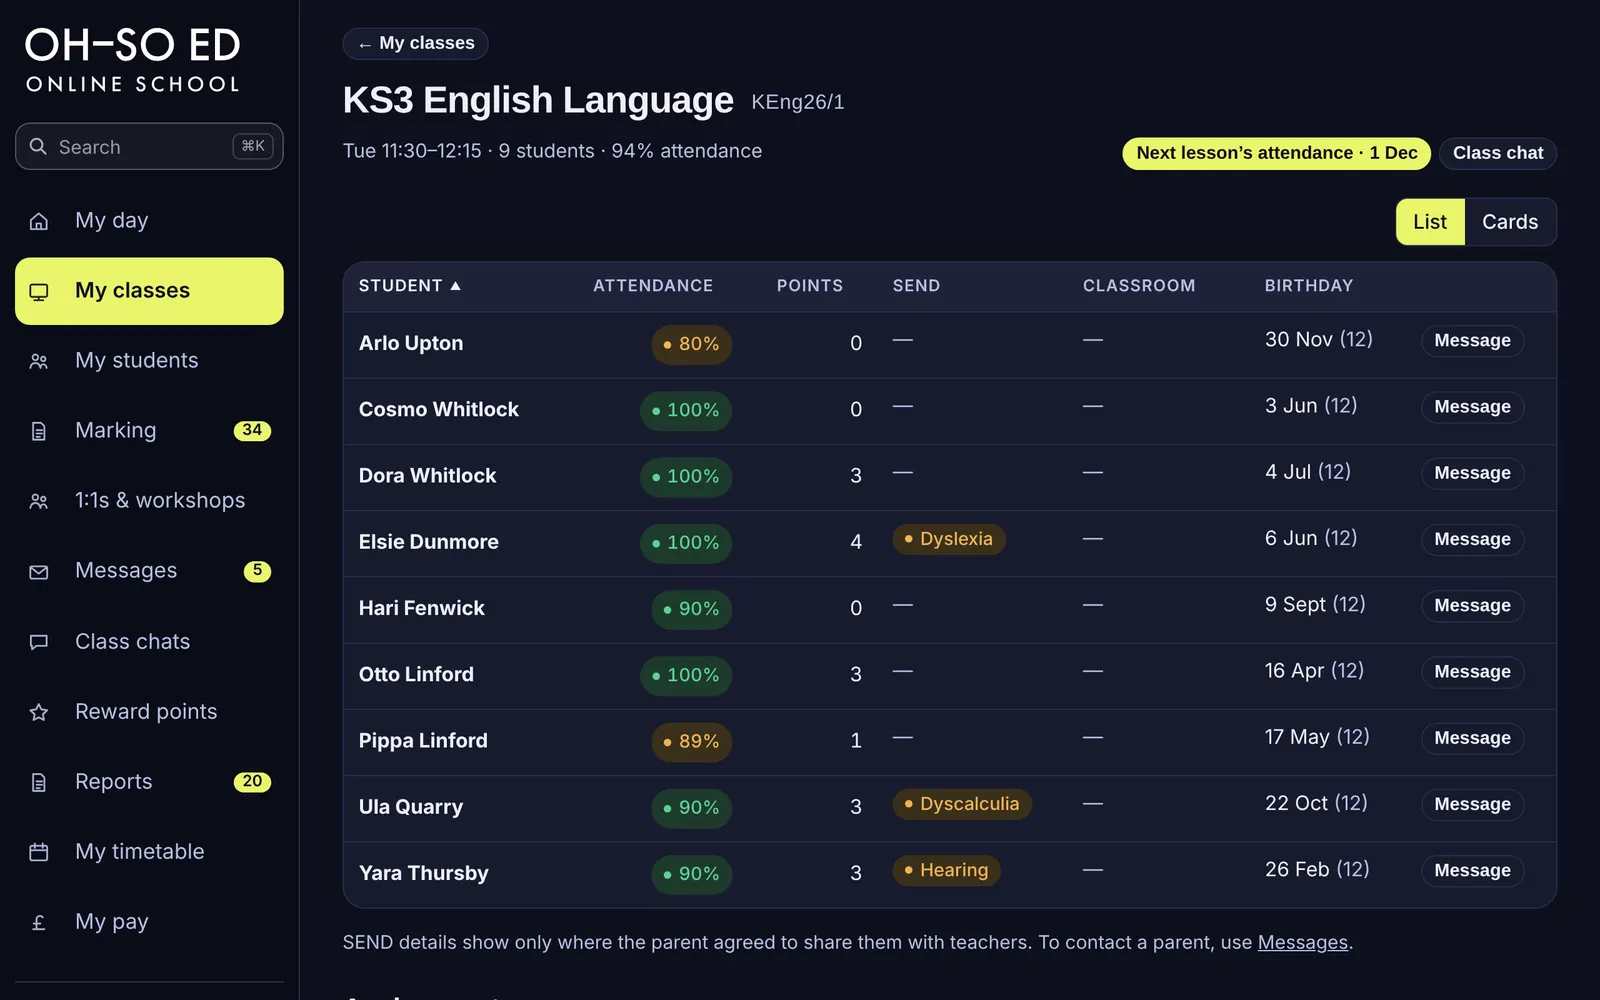 OH–SO ED
ONLINE SCHOOL
Search ⌘K
My day
My classes
My students
Marking 34
1:1s & workshops
Messages 5
Class chats
Reward points
Reports 20
My timetable
£ My pay
← My classes
KS3 English Language KEng26/1
Tue 11:30–12:15 · 9 students · 94% attendance
Next lesson’s attendance · 1 Dec Class chat
List Cards
STUDENT ▲ ATTENDANCE POINTS SEND CLASSROOM BIRTHDAY
Arlo Upton • 80% 0 — — 30 Nov (12) Message
Cosmo Whitlock • 100% 0 — — 3 Jun (12) Message
Dora Whitlock • 100% 3 — — 4 Jul (12) Message
Elsie Dunmore • 100% 4 • Dyslexia — 6 Jun (12) Message
Hari Fenwick • 90% 0 — — 9 Sept (12) Message
Otto Linford • 100% 3 — — 16 Apr (12) Message
Pippa Linford • 89% 1 — — 17 May (12) Message
Ula Quarry • 90% 3 • Dyscalculia — 22 Oct (12) Message
Yara Thursby • 90% 3 • Hearing — 26 Feb (12) Message
SEND details show only where the parent agreed to share them with teachers. To contact a parent, use Messages.